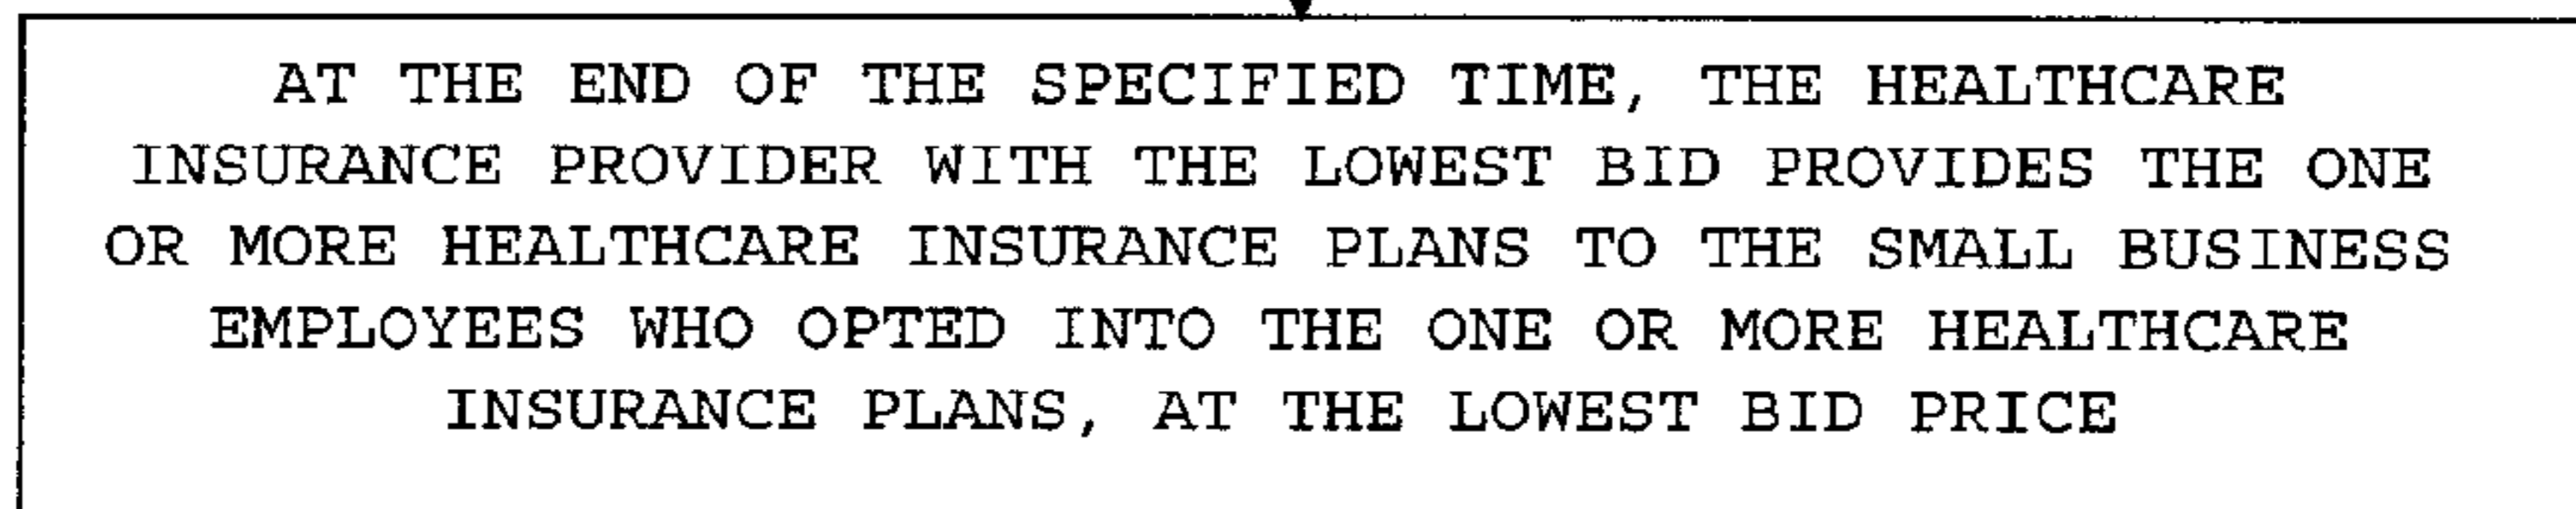 AT THE END OF THE SPECIFIED TIME, THE HEALTHCARE
INSURANCE PROVIDER WITH THE LOWEST BID PROVIDES THE ONE
OR MORE HEALTHCARE INSURANCE PLANS TO THE SMALL BUSINESS
EMPLOYEES WHO OPTED INTO THE ONE OR MORE HEALTHCARE
INSURANCE PLANS, AT THE LOWEST BID PRICE